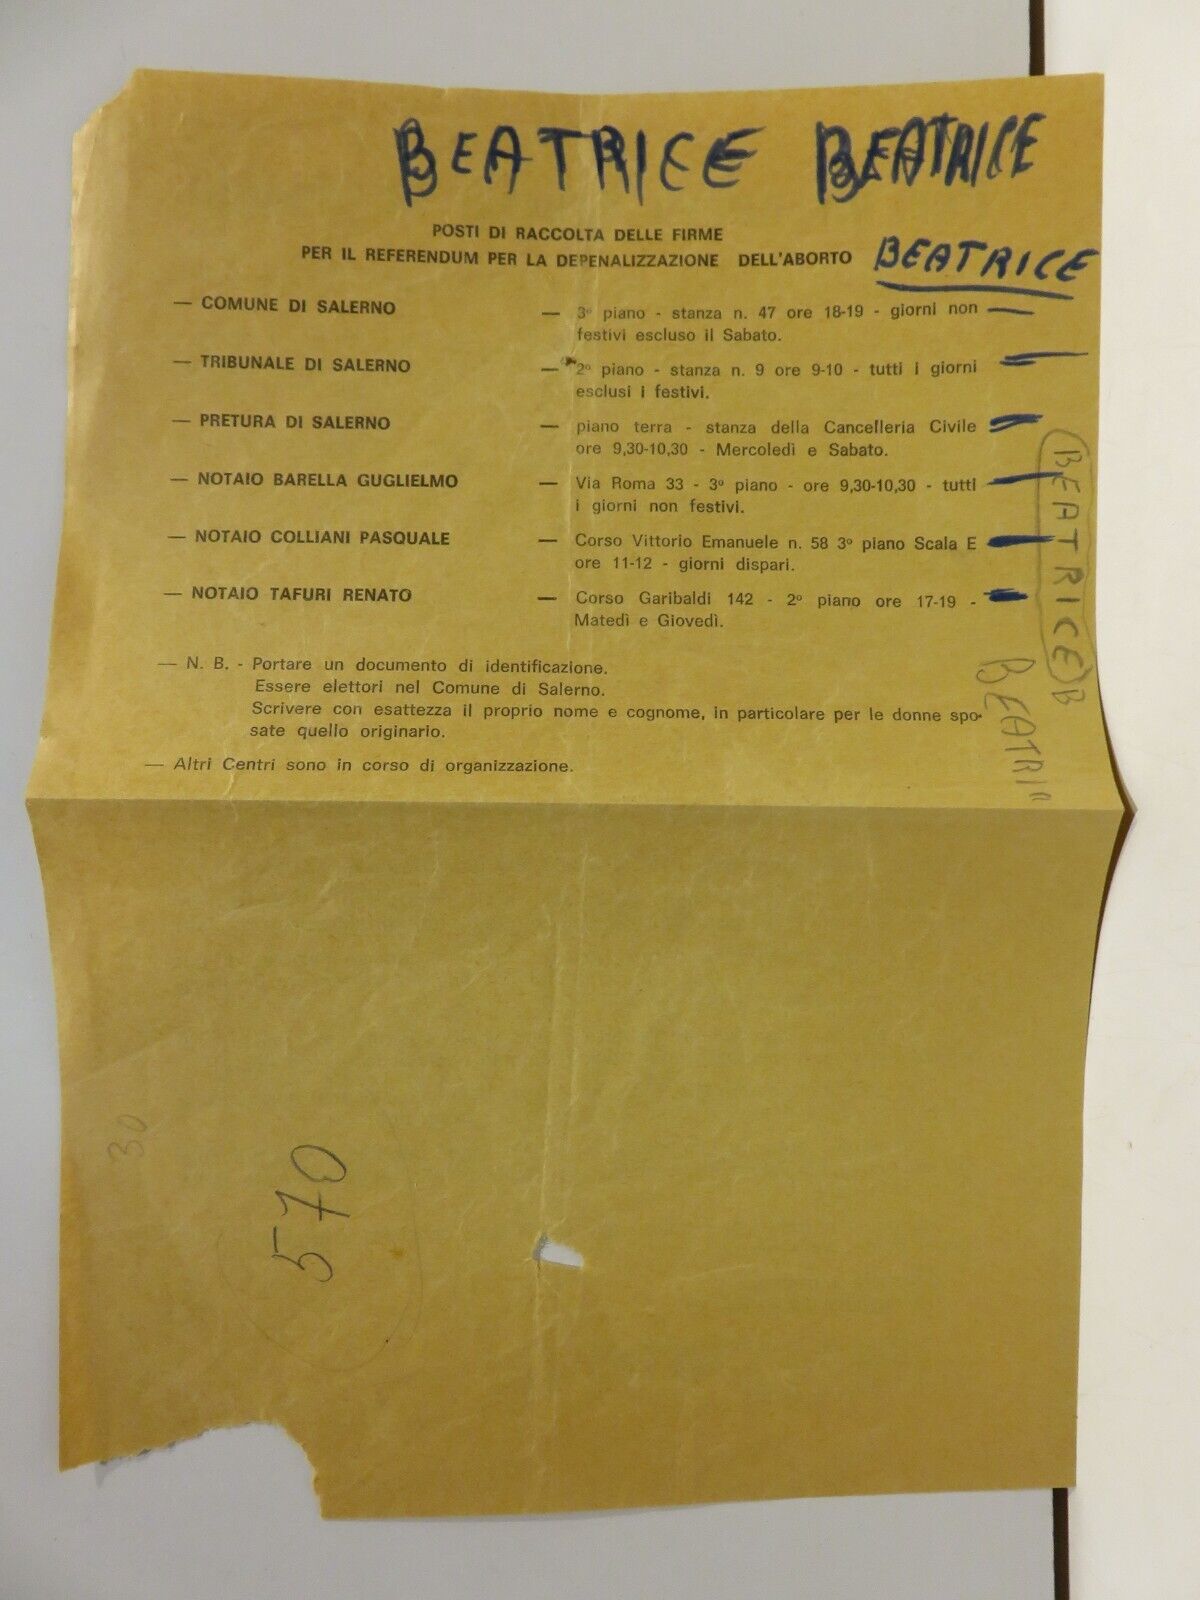 BEATRICE BEATRICE
POSTI DI RACCOLTA DELLE FIRME
PER IL REFERENDUM PER LA DEPENALIZZAZIONE DELL'ABORTO BEATRICE
— COMUNE DI SALERNO — 3º piano - stanza n. 47 ore 18-19 - giorni non
festivi escluso il Sabato.
— TRIBUNALE DI SALERNO — 2º piano - stanza n. 9 ore 9-10 - tutti i giorni
esclusi i festivi.
— PRETURA DI SALERNO — piano terra - stanza della Cancelleria Civile
ore 9,30-10,30 - Mercoledì e Sabato.
— NOTAIO BARELLA GUGLIELMO — Via Roma 33 - 3º piano - ore 9,30-10,30 - tutti
i giorni non festivi.
— NOTAIO COLLIANI PASQUALE — Corso Vittorio Emanuele n. 58 3º piano Scala E
ore 11-12 - giorni dispari.
— NOTAIO TAFURI RENATO — Corso Garibaldi 142 - 2º piano ore 17-19 -
Matedì e Giovedì.
— N. B. - Portare un documento di identificazione.
Essere elettori nel Comune di Salerno.
Scrivere con esattezza il proprio nome e cognome, in particolare per le donne spo-
sate quello originario.
— Altri Centri sono in corso di organizzazione.
BEATRICE B
BEATRI
30
570